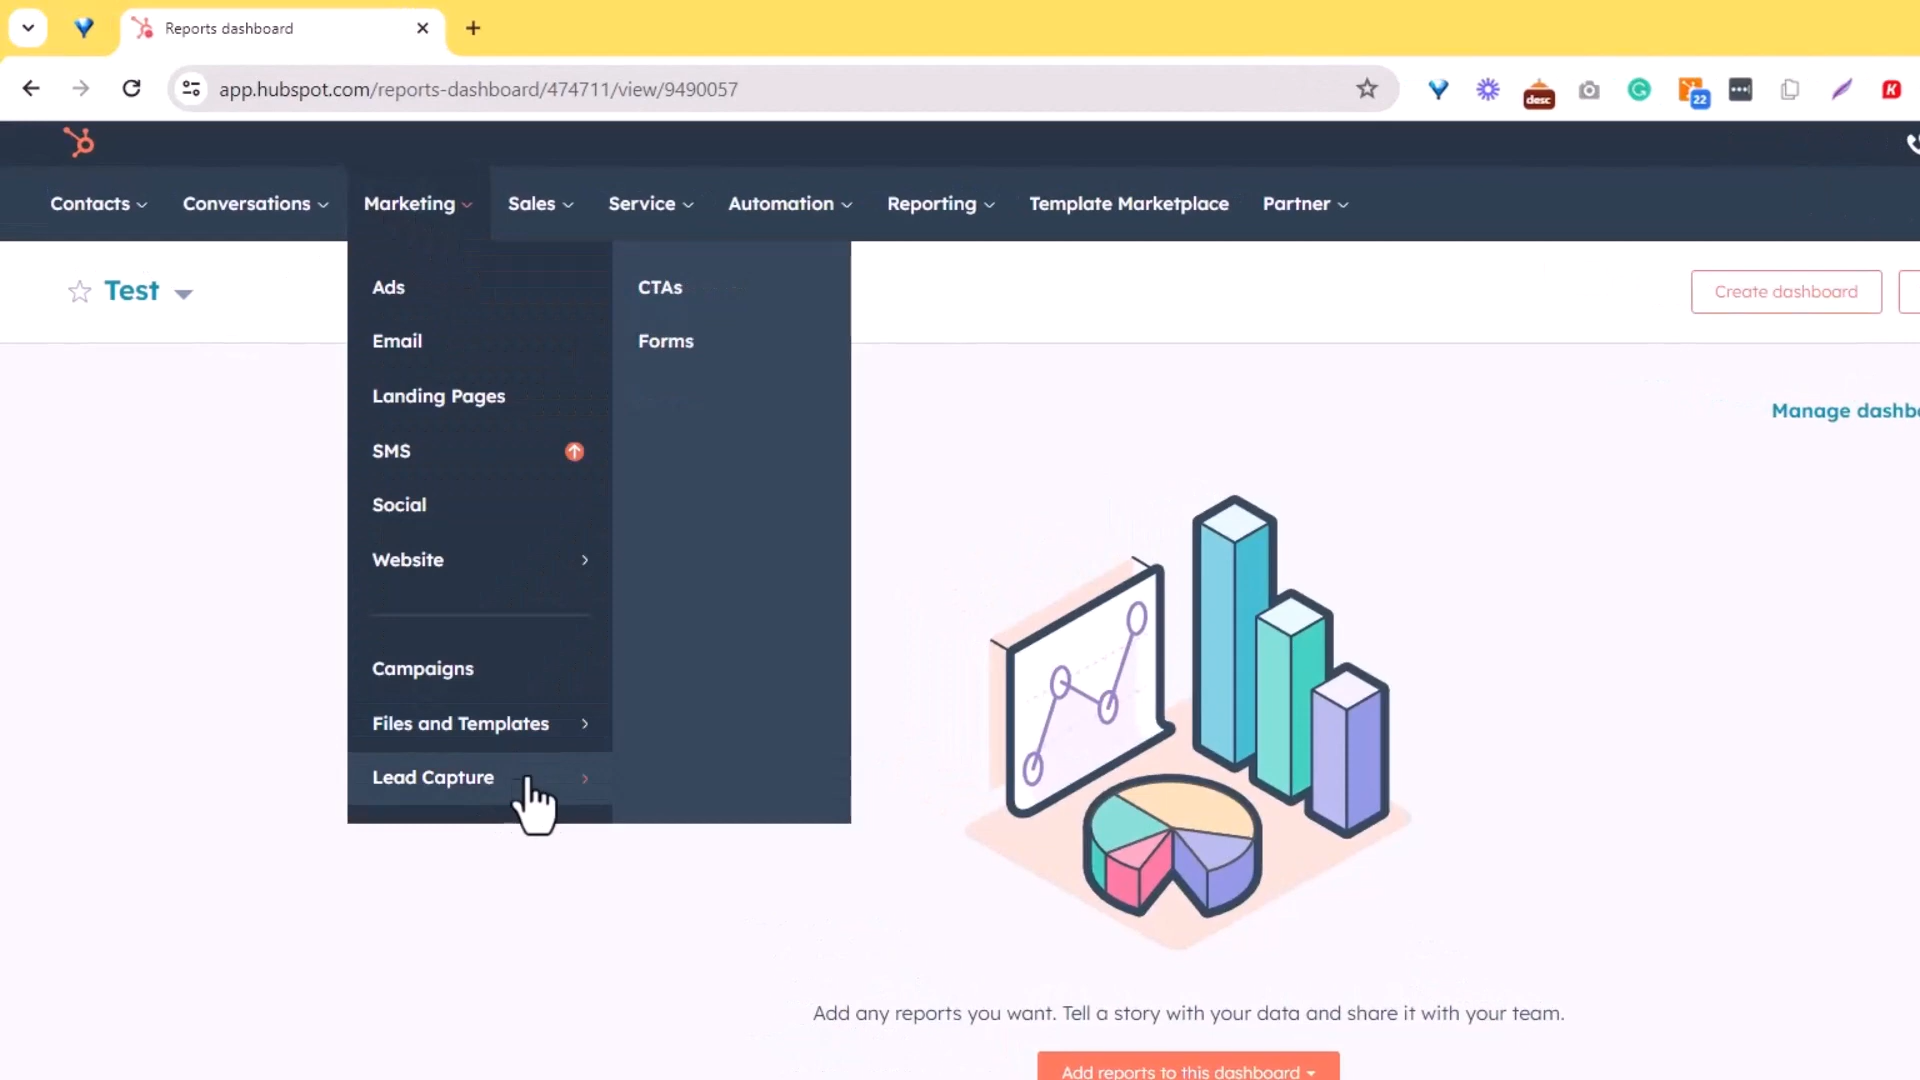 Reports dashboard
app.hubspot.com/reports-dashboard/474711/view/9490057
desc
22
K
Contacts
Conversations
Marketing
Sales
Service
Automation
Reporting
Template Marketplace
Partner
Test
Create dashboard
Ads
Email
Landing Pages
SMS
Social
Website
Campaigns
Files and Templates
Lead Capture
CTAs
Forms
Manage dashbo
Add any reports you want. Tell a story with your data and share it with your team.
Add reports to this dashboard